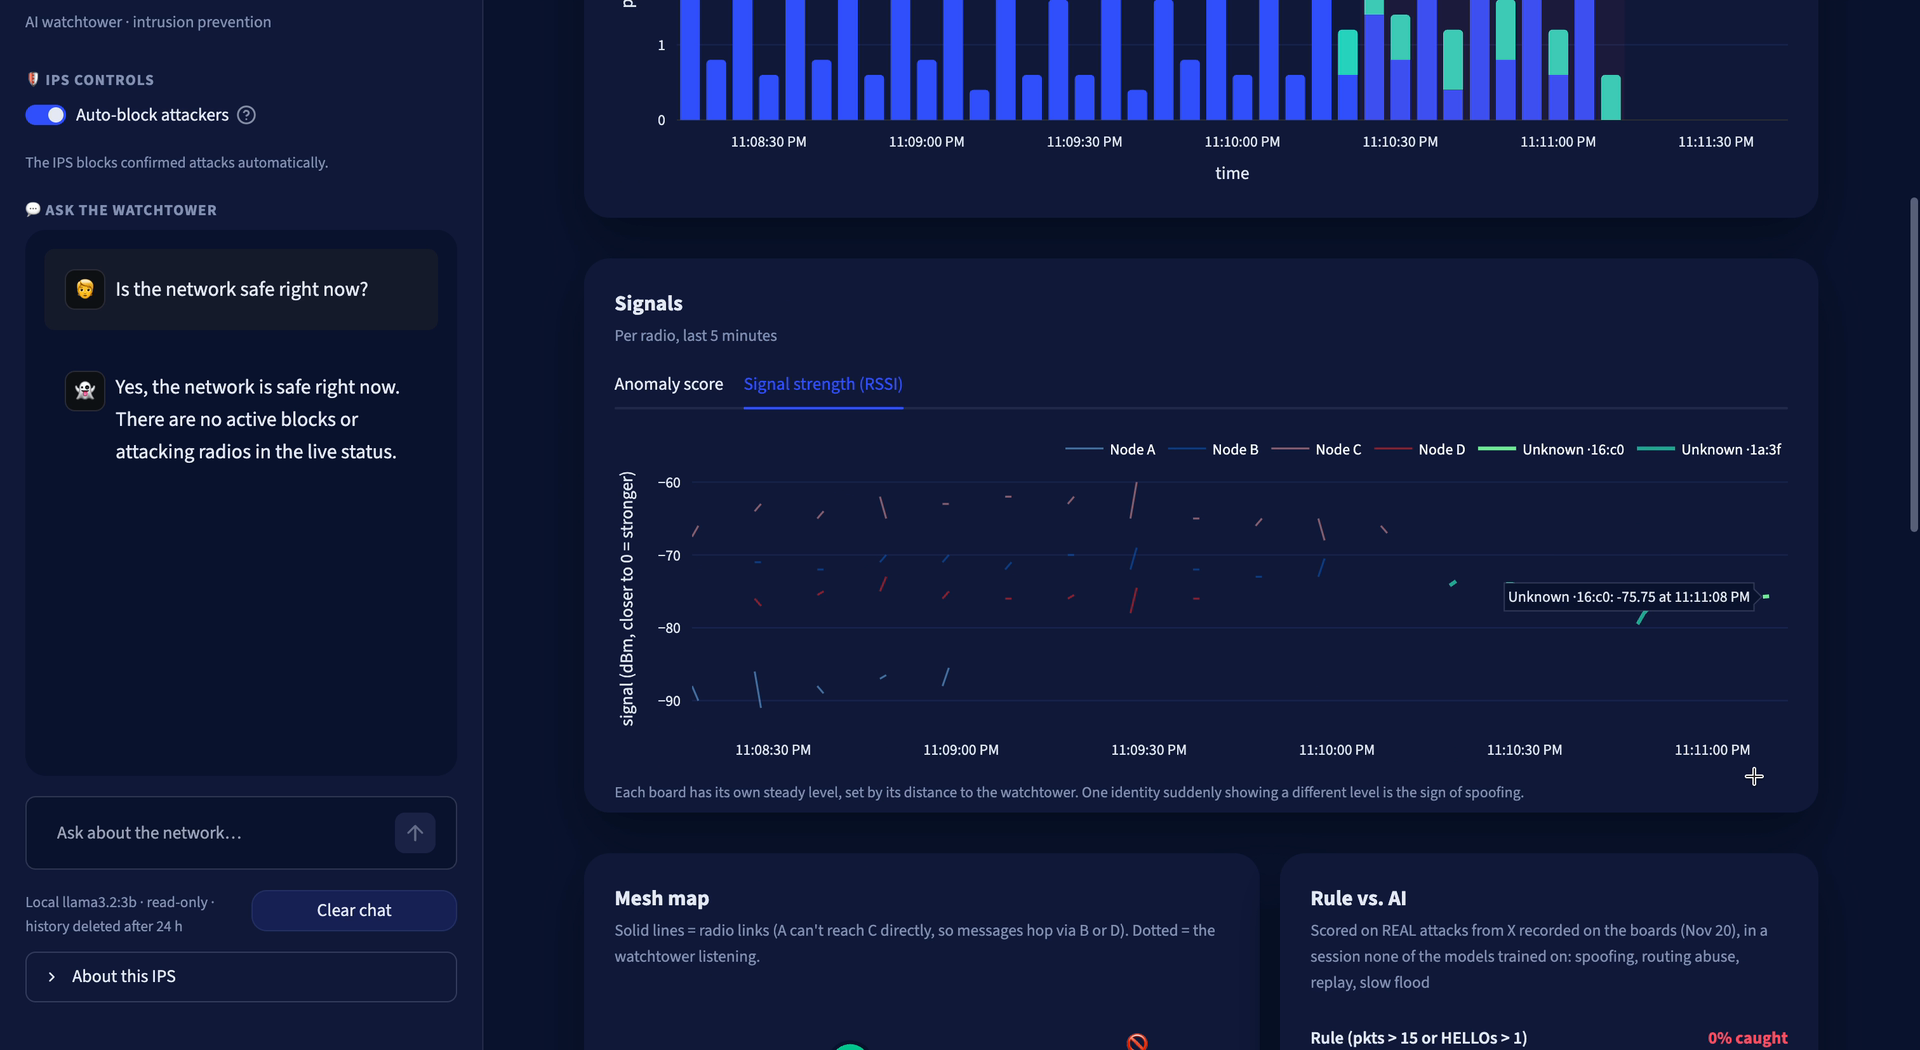 AI watchtower · intrusion prevention
IPS CONTROLS
Auto-block attackers
The IPS blocks confirmed attacks automatically.
ASK THE WATCHTOWER
Is the network safe right now?
Yes, the network is safe right now.
There are no active blocks or
attacking radios in the live status.
Ask about the network…
Local llama3.2:3b · read-only ·
history deleted after 24 h
Clear chat
About this IPS
1
0
11:08:30 PM 11:09:00 PM 11:09:30 PM 11:10:00 PM 11:10:30 PM 11:11:00 PM 11:11:30 PM
time
Signals
Per radio, last 5 minutes
Anomaly score Signal strength (RSSI)
Node A Node B Node C Node D Unknown ·16:c0 Unknown ·1a:3f
signal (dBm, closer to 0 = stronger)
−60
−70
Unknown ·16:c0: -75.75 at 11:11:08 PM
−80
−90
11:08:30 PM 11:09:00 PM 11:09:30 PM 11:10:00 PM 11:10:30 PM 11:11:00 PM
Each board has its own steady level, set by its distance to the watchtower. One identity suddenly showing a different level is the sign of spoofing.
Mesh map
Solid lines = radio links (A can't reach C directly, so messages hop via B or D). Dotted = the
watchtower listening.
Rule vs. AI
Scored on REAL attacks from X recorded on the boards (Nov 20), in a
session none of the models trained on: spoofing, routing abuse,
replay, slow flood
Rule (pkts > 15 or HELLOs > 1) 0% caught